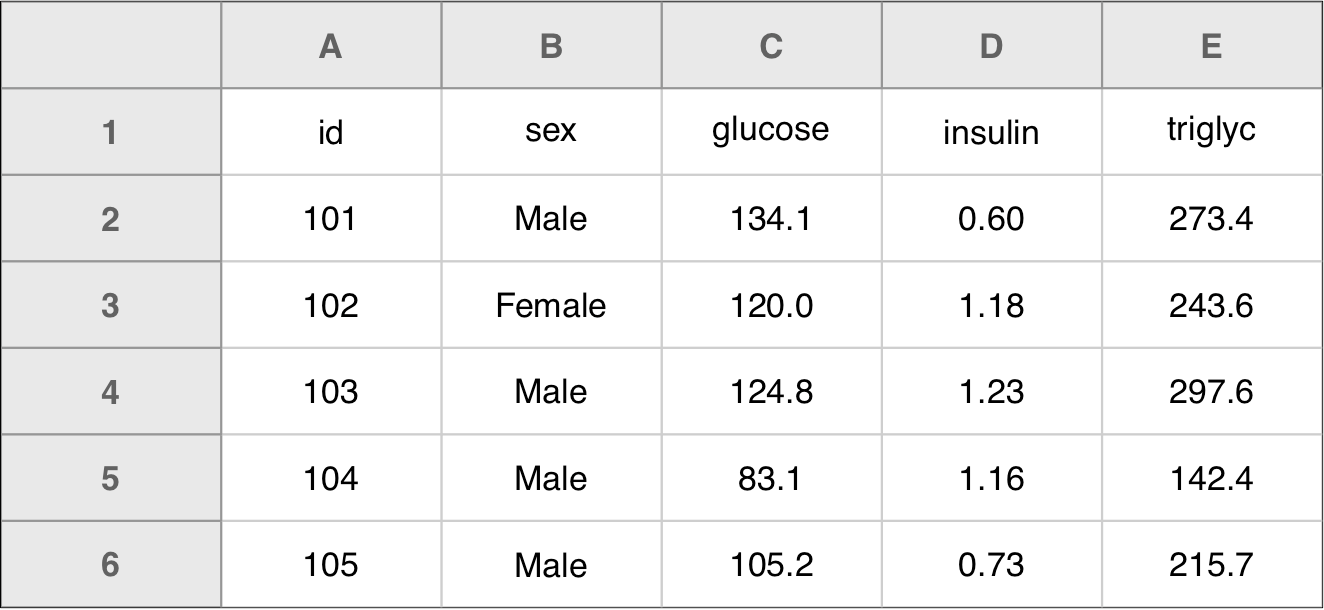 A B C D E
1 id sex glucose insulin triglyc
2 101 Male 134.1 0.60 273.4
3 102 Female 120.0 1.18 243.6
4 103 Male 124.8 1.23 297.6
5 104 Male 83.1 1.16 142.4
6 105 Male 105.2 0.73 215.7